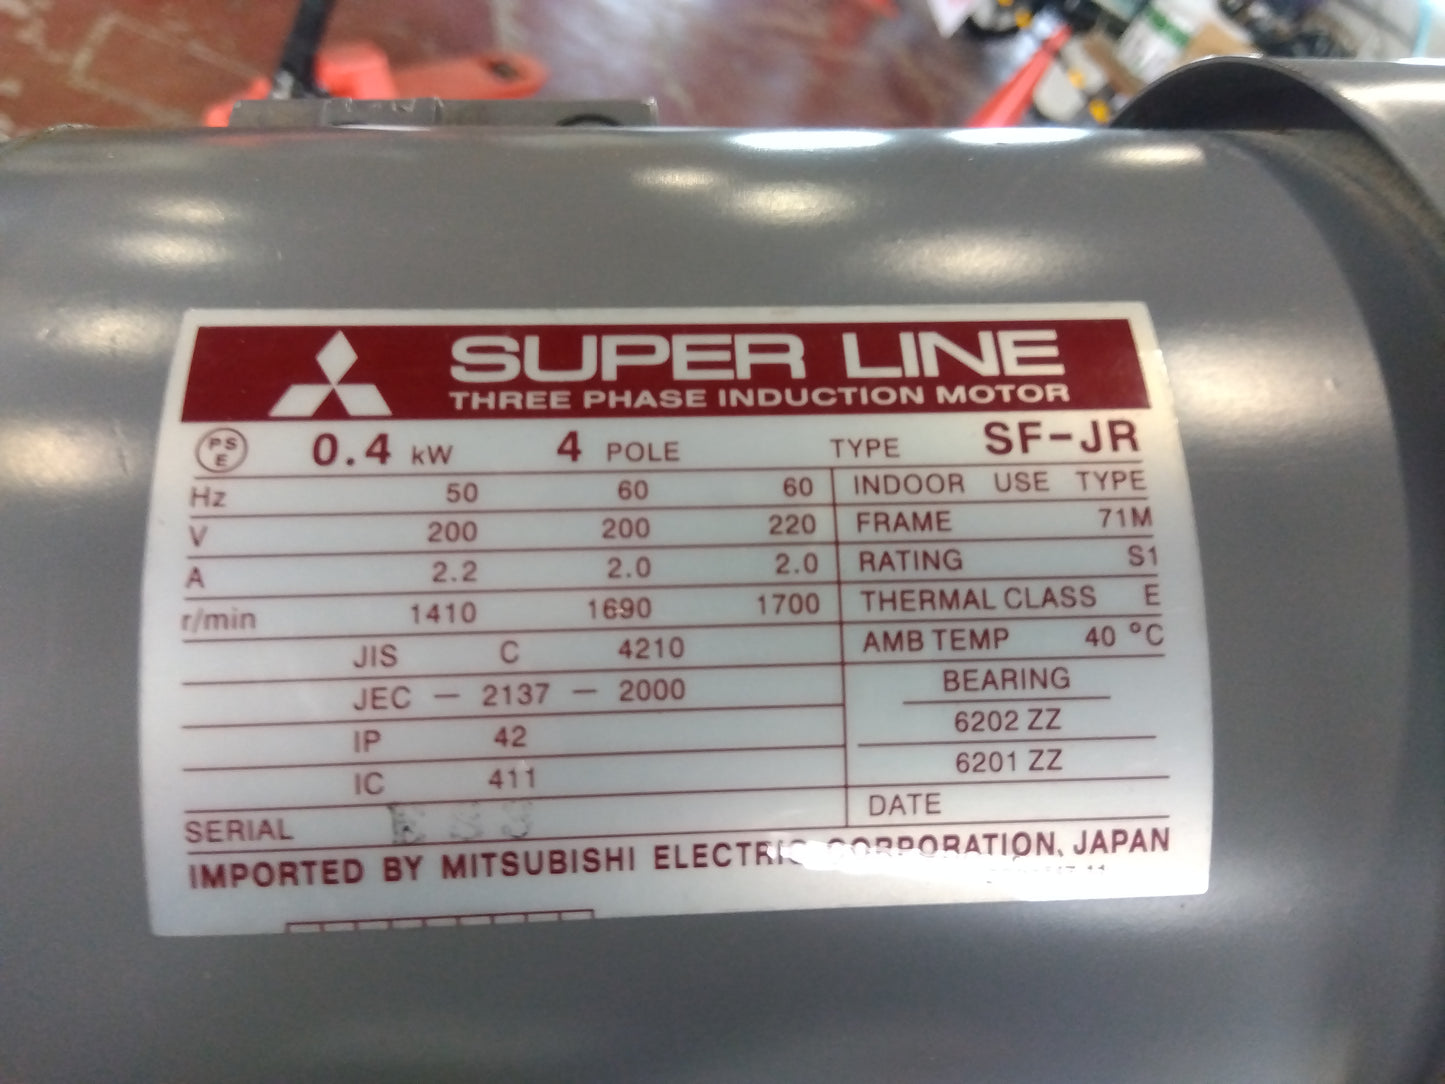 SUPER LINE
THREE PHASE INDUCTION MOTOR
PS E 0.4 kW 4 POLE TYPE SF-JR
Hz 50 60 60 INDOOR USE TYPE
V 200 200 220 FRAME 71M
A 2.2 2.0 2.0 RATING S1
r/min 1410 1690 1700 THERMAL CLASS E
JIS C 4210 AMB TEMP 40 °C
JEC - 2137 - 2000 BEARING
IP 42 6202 ZZ
IC 411 6201 ZZ
SERIAL DATE
IMPORTED BY MITSUBISHI ELECTRIC CORPORATION, JAPAN